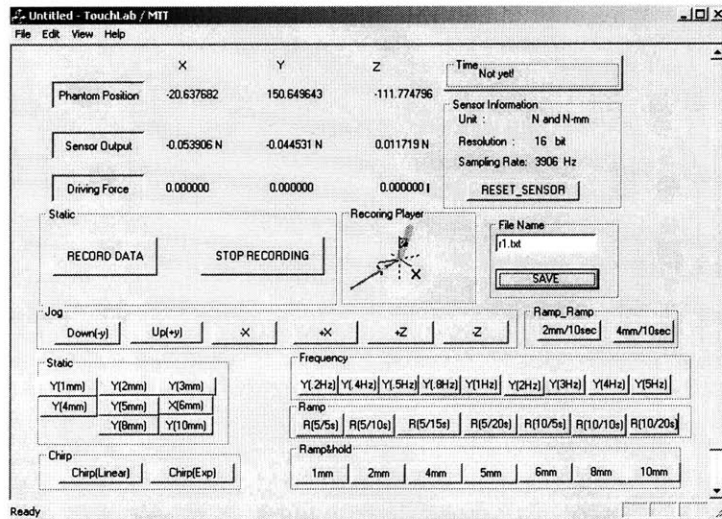 Untitled - TouchLab / MIT
File Edit View Help
X Y Z
Phantom Position -20.637682 150.649643 -111.774796
Sensor Output -0.053906 N -0.044531 N 0.011719 N
Driving Force 0.000000 0.000000 0.000000 I
Time
Not yet!
Sensor Information
Unit : N and N-mm
Resolution : 16 bit
Sampling Rate: 3906 Hz
RESET_SENSOR
Static
RECORD DATA STOP RECORDING
Recoring Player
X
File Name
r1.txt
SAVE
Jog
Down(-y) Up(+y) -X +X +Z -Z
Ramp_Ramp
2mm/10sec 4mm/10sec
Static
Y(1mm) Y(2mm) Y(3mm)
Y(4mm) Y(5mm) X(6mm)
Y(8mm) Y(10mm)
Frequency
Y(.2Hz) Y(.4Hz) Y(.5Hz) Y(.8Hz) Y(1Hz) Y(2Hz) Y(3Hz) Y(4Hz) Y(5Hz)
Ramp
R(5/5s) R(5/10s) R(5/15s) R(5/20s) R(10/5s) R(10/10s) R(10/20s)
Chirp
Chirp(Linear) Chirp(Exp)
Ramp&hold
1mm 2mm 4mm 5mm 6mm 8mm 10mm
Ready